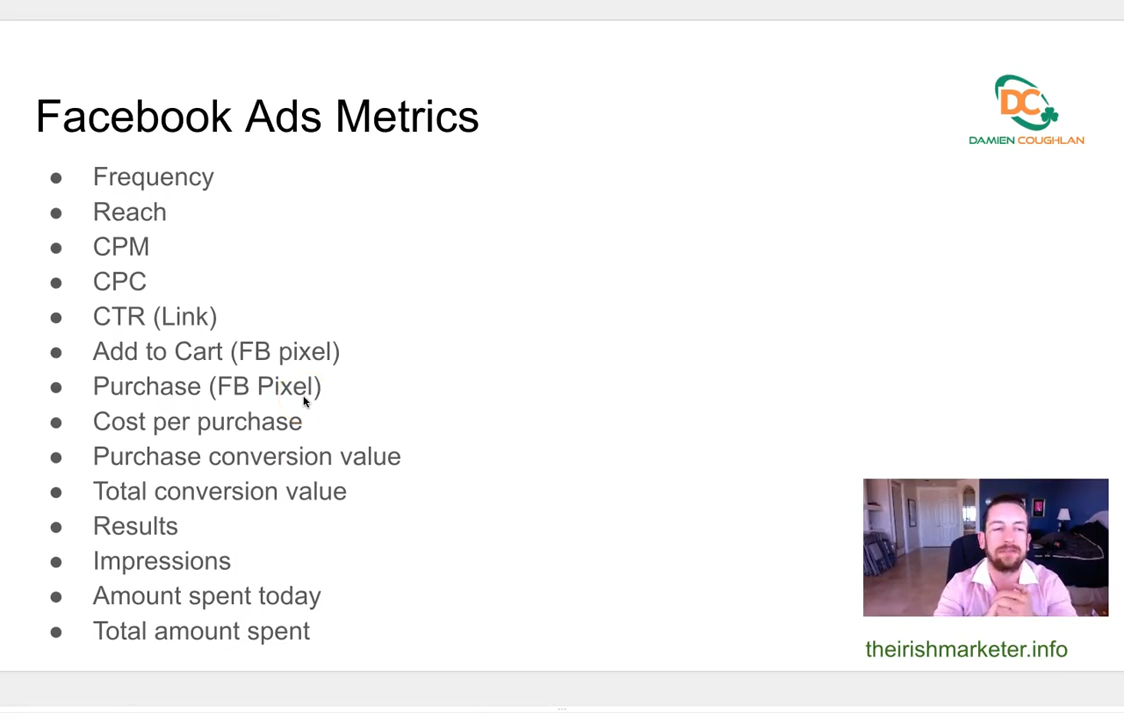 Facebook Ads Metrics
DC
DAMIEN COUGHLAN
● Frequency
● Reach
● CPM
● CPC
● CTR (Link)
● Add to Cart (FB pixel)
● Purchase (FB Pixel)
● Cost per purchase
● Purchase conversion value
● Total conversion value
● Results
● Impressions
● Amount spent today
● Total amount spent
theirishmarketer.info